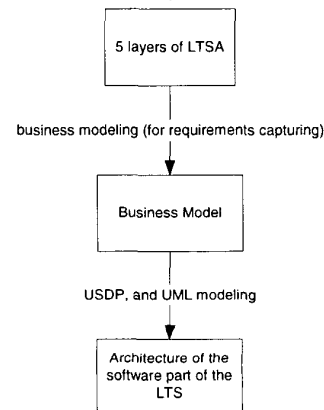 5 layers of LTSA
business modeling (for requirements capturing)
Business Model
USDP, and UML modeling
Architecture of the
software part of the
LTS